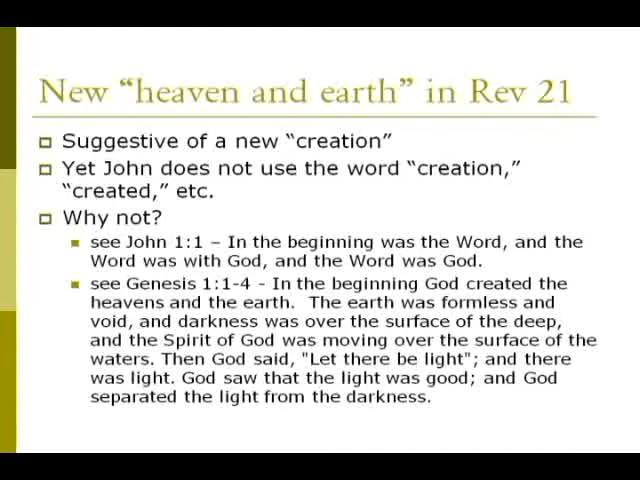 New “heaven and earth” in Rev 21
Suggestive of a new “creation”
Yet John does not use the word “creation,”
“created,” etc.
Why not?
see John 1:1 – In the beginning was the Word, and the
Word was with God, and the Word was God.
see Genesis 1:1-4 - In the beginning God created the
heavens and the earth.  The earth was formless and
void, and darkness was over the surface of the deep,
and the Spirit of God was moving over the surface of the
waters. Then God said, "Let there be light"; and there
was light. God saw that the light was good; and God
separated the light from the darkness.